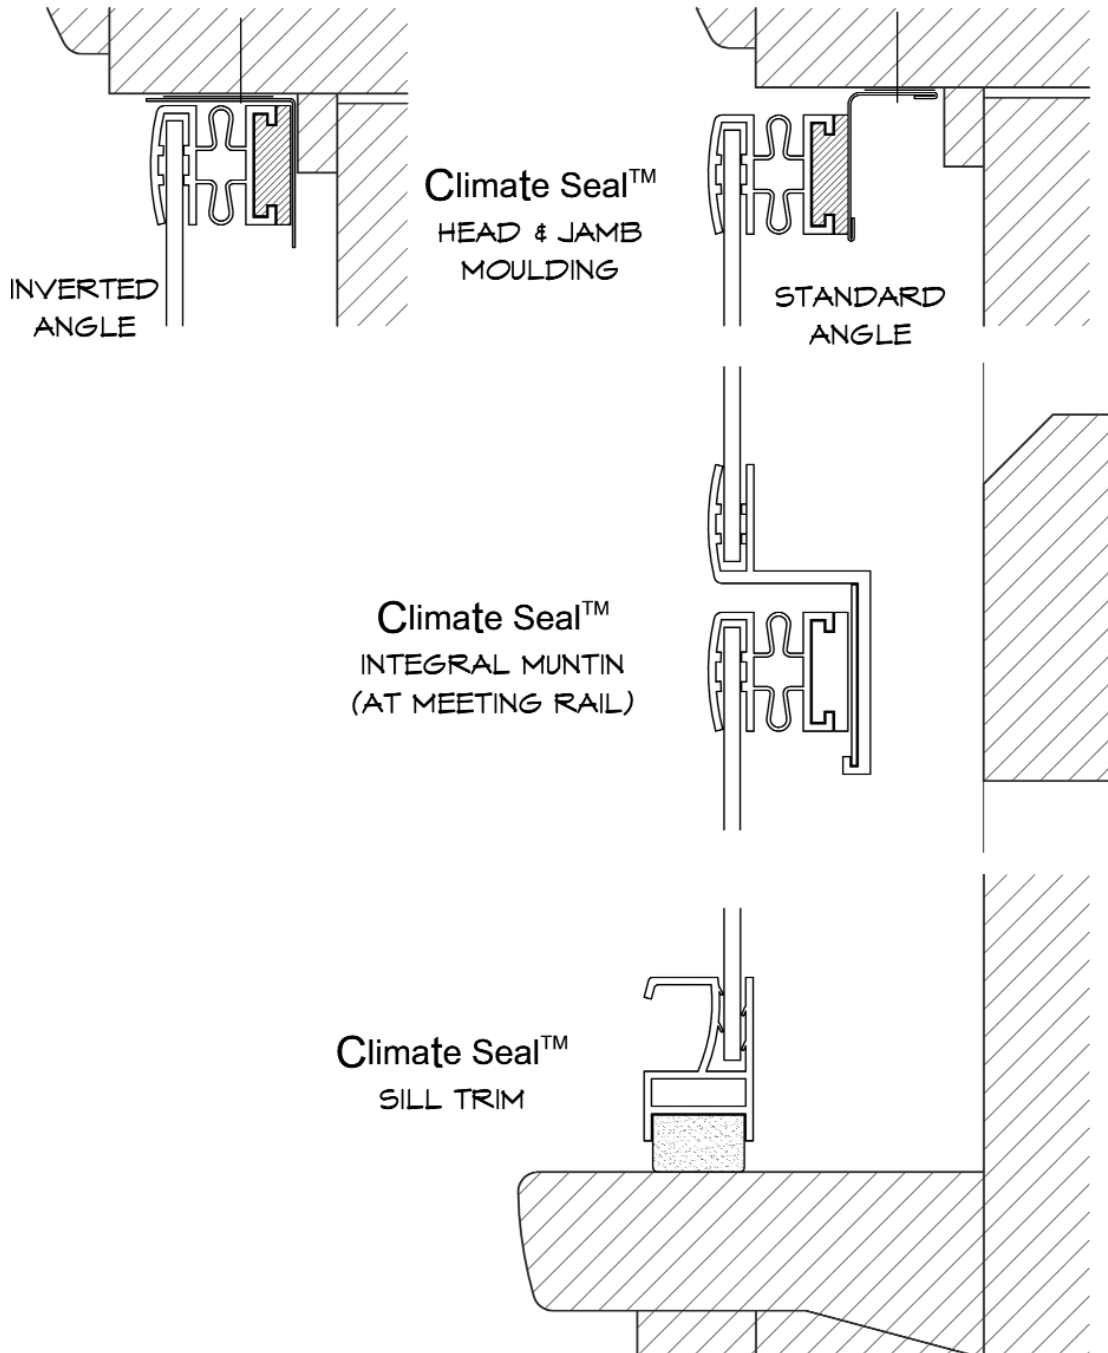 Climate Seal™
HEAD & JAMB
MOULDING
INVERTED
ANGLE
STANDARD
ANGLE
Climate Seal™
INTEGRAL MUNTIN
(AT MEETING RAIL)
Climate Seal™
SILL TRIM